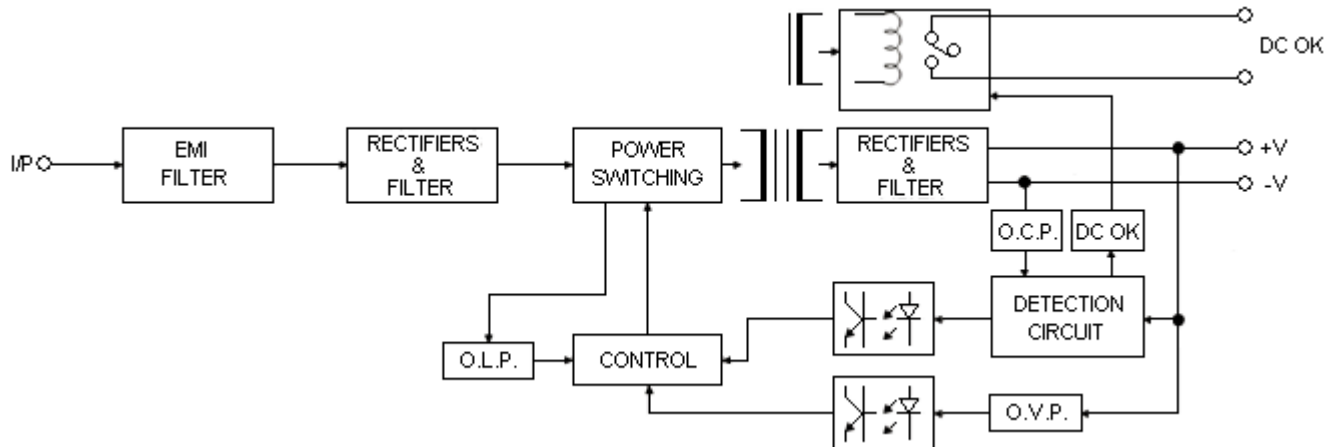 DC OK
I/P
EMI
FILTER
RECTIFIERS
&
FILTER
POWER
SWITCHING
RECTIFIERS
&
FILTER
+V
-V
O.C.P.
DC OK
DETECTION
CIRCUIT
O.L.P.
CONTROL
O.V.P.